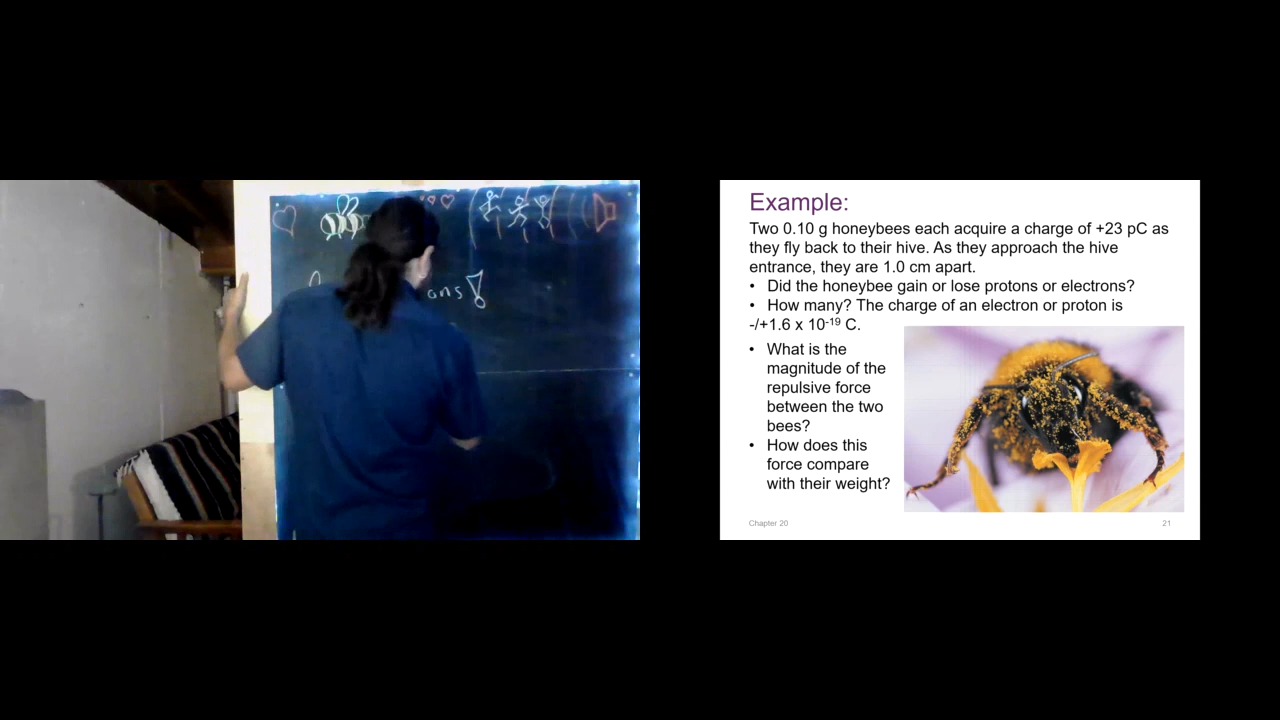 ans!
Example:
Two 0.10 g honeybees each acquire a charge of +23 pC as
they fly back to their hive. As they approach the hive
entrance, they are 1.0 cm apart.
• Did the honeybee gain or lose protons or electrons?
• How many? The charge of an electron or proton is
-/+1.6 x 10⁻¹⁹ C.
• What is the
magnitude of the
repulsive force
between the two
bees?
• How does this
force compare
with their weight?
Chapter 20
21